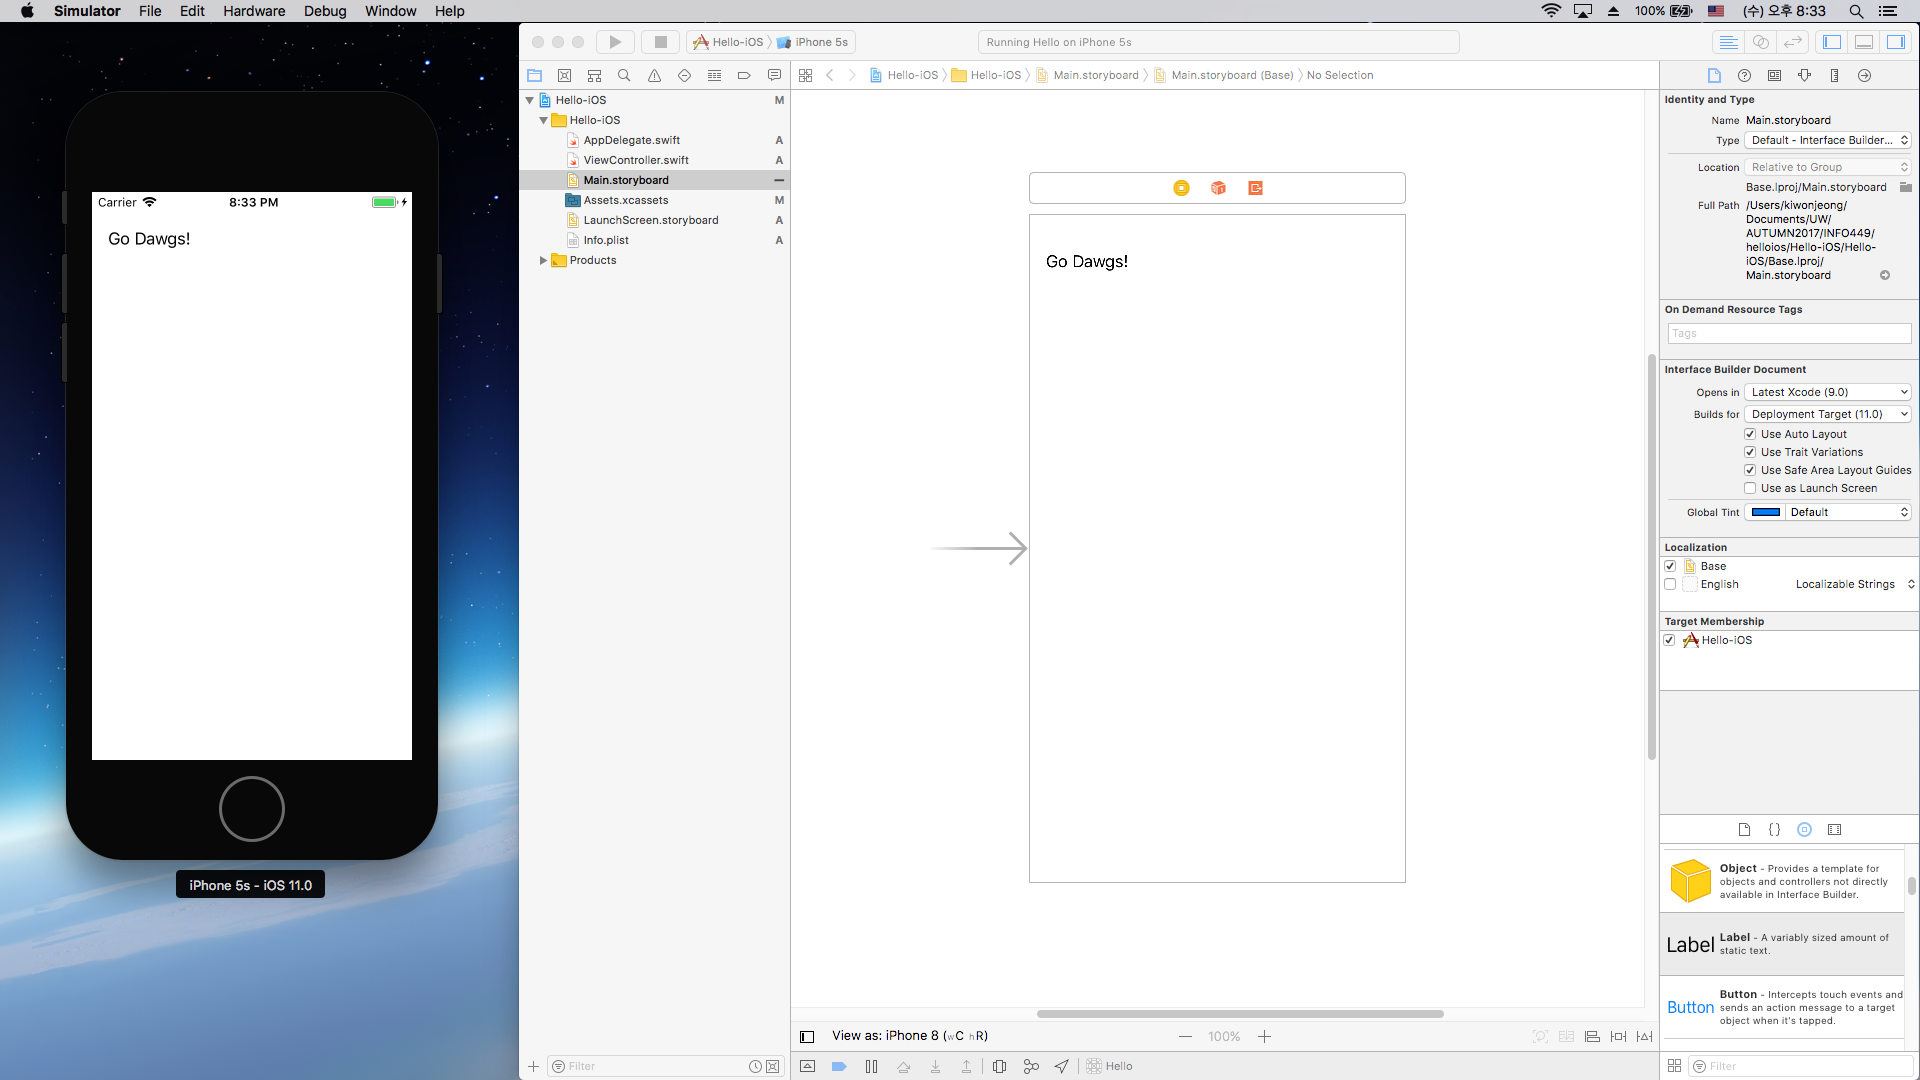 Simulator File Edit Hardware Debug Window Help
100% (수) 오후 8:33
Hello-iOS iPhone 5s
Running Hello on iPhone 5s
Hello-iOS Hello-iOS Main.storyboard Main.storyboard (Base) No Selection
Carrier 8:33 PM
Go Dawgs!
iPhone 5s - iOS 11.0
Hello-iOS M
Hello-iOS
AppDelegate.swift A
ViewController.swift A
Main.storyboard —
Assets.xcassets M
LaunchScreen.storyboard A
Info.plist A
Products
Filter
Go Dawgs!
View as: iPhone 8 (wC hR)
— 100% +
Hello
Identity and Type
Name Main.storyboard
Type Default - Interface Builder...
Location Relative to Group
Base.lproj/Main.storyboard
Full Path /Users/kiwonjeong/
Documents/UW/
AUTUMN2017/INFO449/
helloios/Hello-iOS/Hello-
iOS/Base.lproj/
Main.storyboard
On Demand Resource Tags
Tags
Interface Builder Document
Opens in Latest Xcode (9.0)
Builds for Deployment Target (11.0)
Use Auto Layout
Use Trait Variations
Use Safe Area Layout Guides
Use as Launch Screen
Global Tint Default
Localization
Base
English Localizable Strings
Target Membership
Hello-iOS
{}
Object - Provides a template for
objects and controllers not directly
available in Interface Builder.
Label Label - A variably sized amount of
static text.
Button Button - Intercepts touch events and
sends an action message to a target
object when it's tapped.
Filter